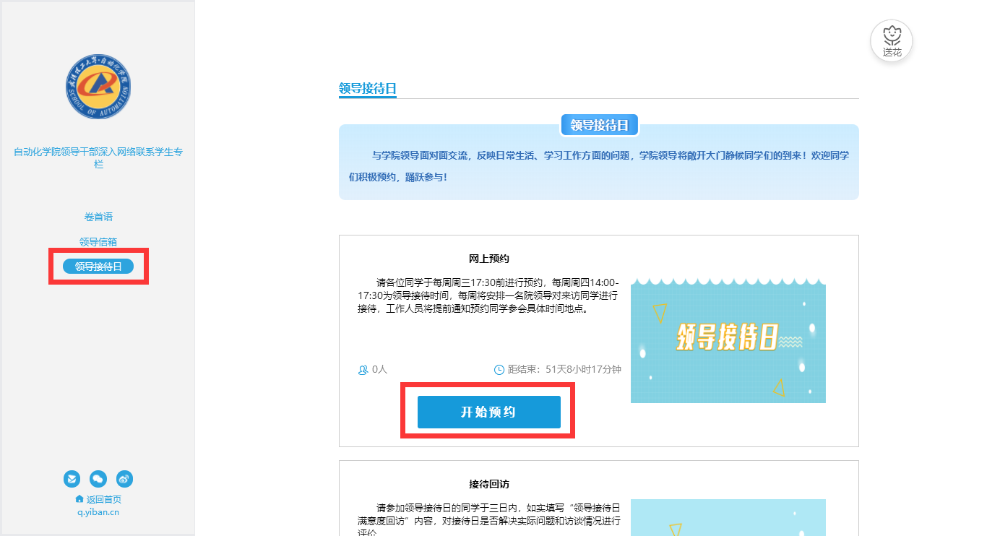 武汉理工大学·自动化学院
SCHOOL OF AUTOMATION
自动化学院领导干部深入网络联系学生专
栏
卷首语
领导信箱
领导接待日
返回首页
q.yiban.cn
送花
领导接待日
领导接待日
与学院领导面对面交流，反映日常生活、学习工作方面的问题，学院领导将敞开大门静候同学们的到来！欢迎同学
们积极预约，踊跃参与！
网上预约
请各位同学于每周周三17:30前进行预约，每周周四14:00-
17:30为领导接待时间，每周将安排一名院领导对来访同学进行
接待，工作人员将提前通知预约同学参会具体时间地点。
0人
距结束：51天8小时17分钟
开始预约
领导接待日
接待回访
请参加领导接待日的同学于三日内，如实填写“领导接待日
满意度回访”内容，对接待日是否解决实际问题和访谈情况进行
评价